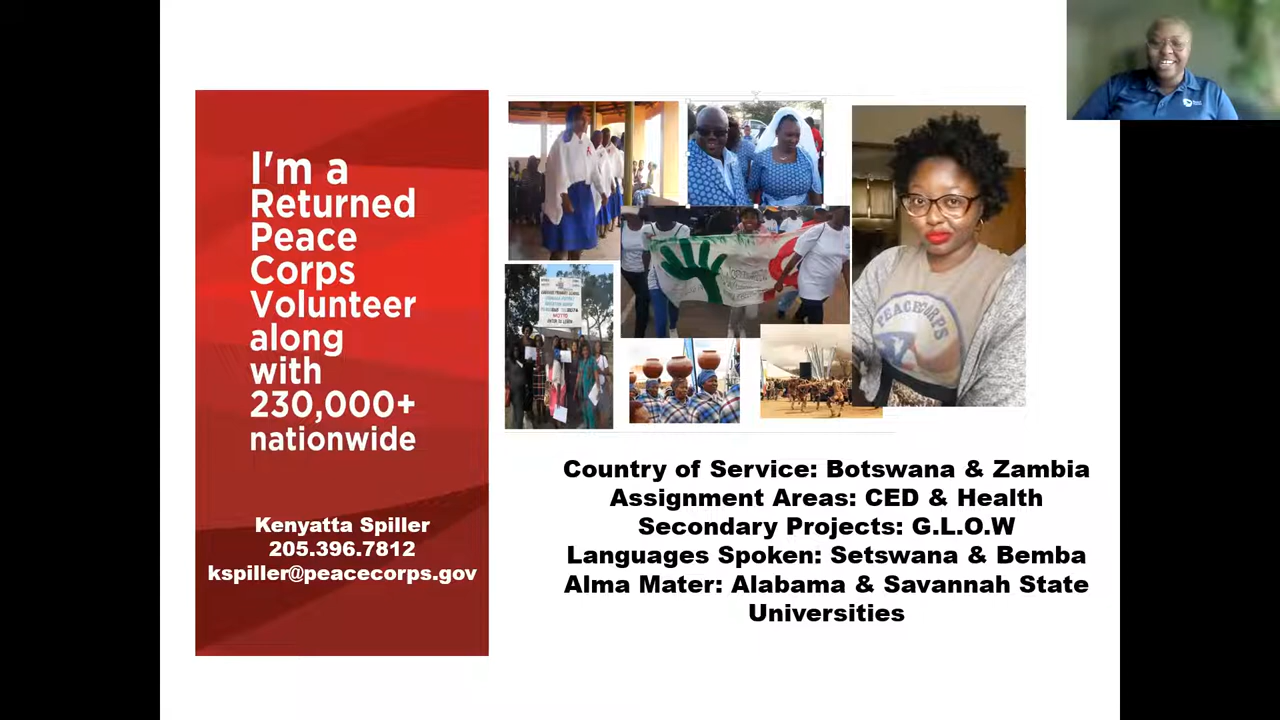 I'm a
Returned
Peace
Corps
Volunteer
along
with
230,000+
nationwide
Kenyatta Spiller
205.396.7812
kspiller@peacecorps.gov
PEACE CORPS
Country of Service: Botswana & Zambia
Assignment Areas: CED & Health
Secondary Projects: G.L.O.W
Languages Spoken: Setswana & Bemba
Alma Mater: Alabama & Savannah State
Universities